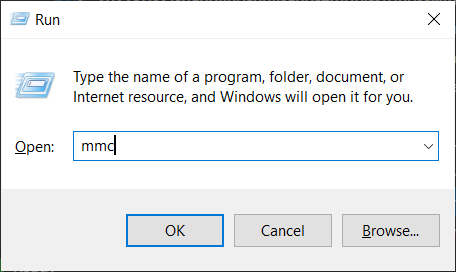 Run
Type the name of a program, folder, document, or
Internet resource, and Windows will open it for you.
Open: mmc
OK Cancel Browse...